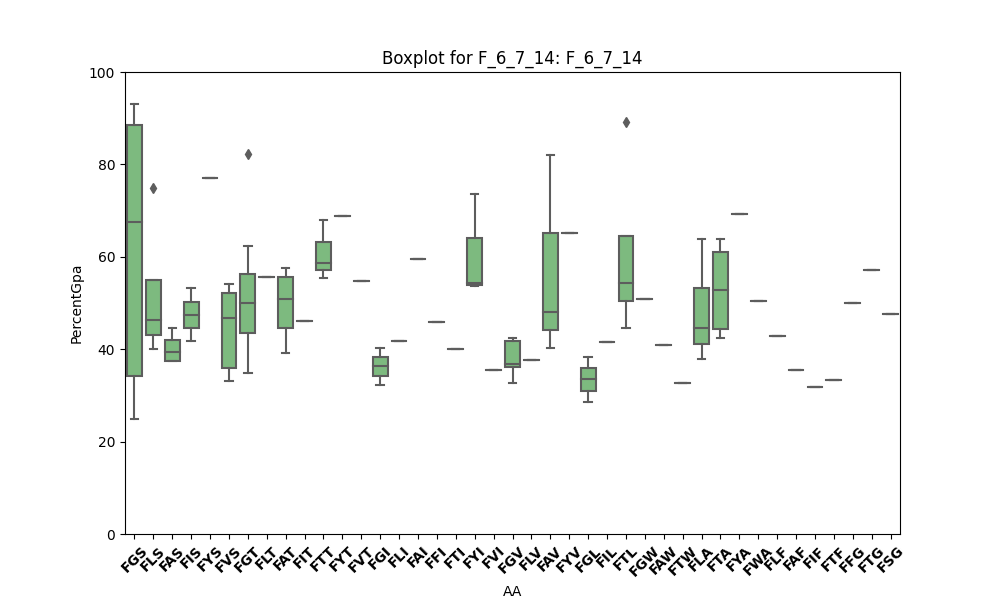 Boxplot for F_6_7_14: F_6_7_14
100
80
60
40
20
0
PercentGpa
FGS FLS FAS FIS FYS FVS FGT FLT FAT FIT FTT FYT FVT FGI FLI FAI FFI FTI FYI FVI FGV FLV FAV FYV FGL FIL FTL FGW FAW FTW FLA FTA FYA FWA FLF FAF FIF FTF FFG FTG FSG
AA